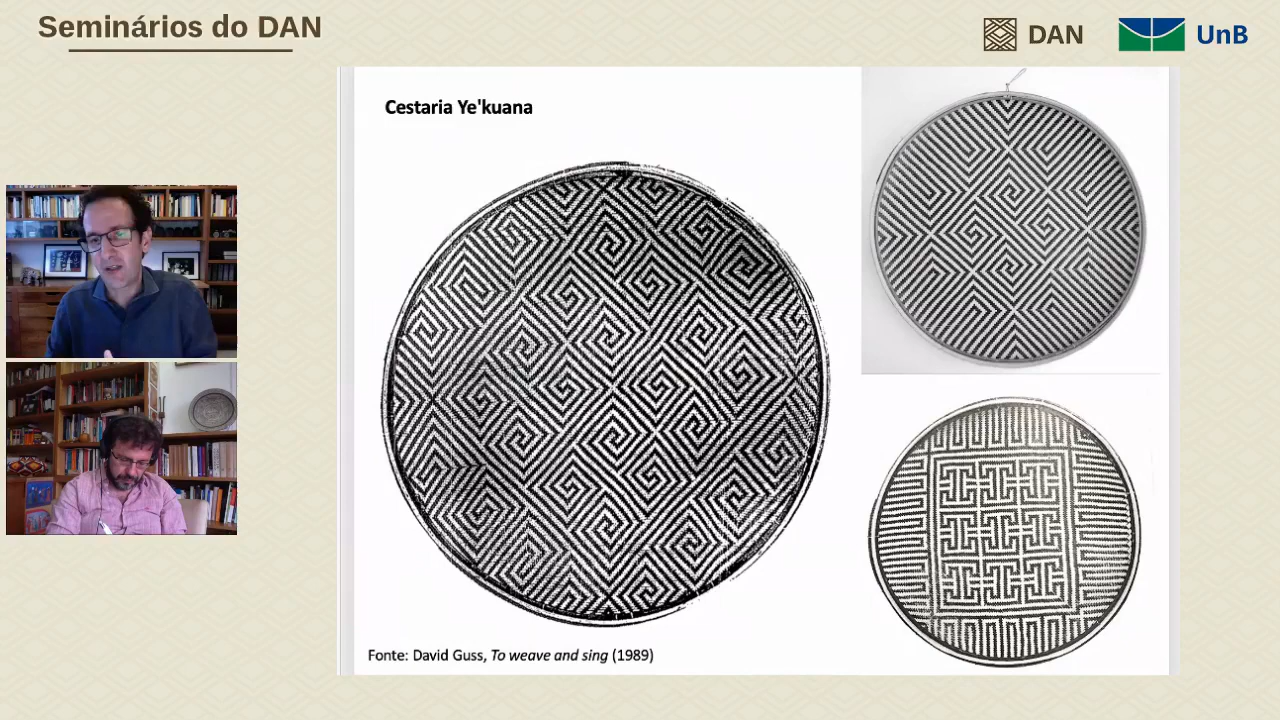 Seminários do DAN
DAN
UnB
Cestaria Ye'kuana
Fonte: David Guss, To weave and sing (1989)